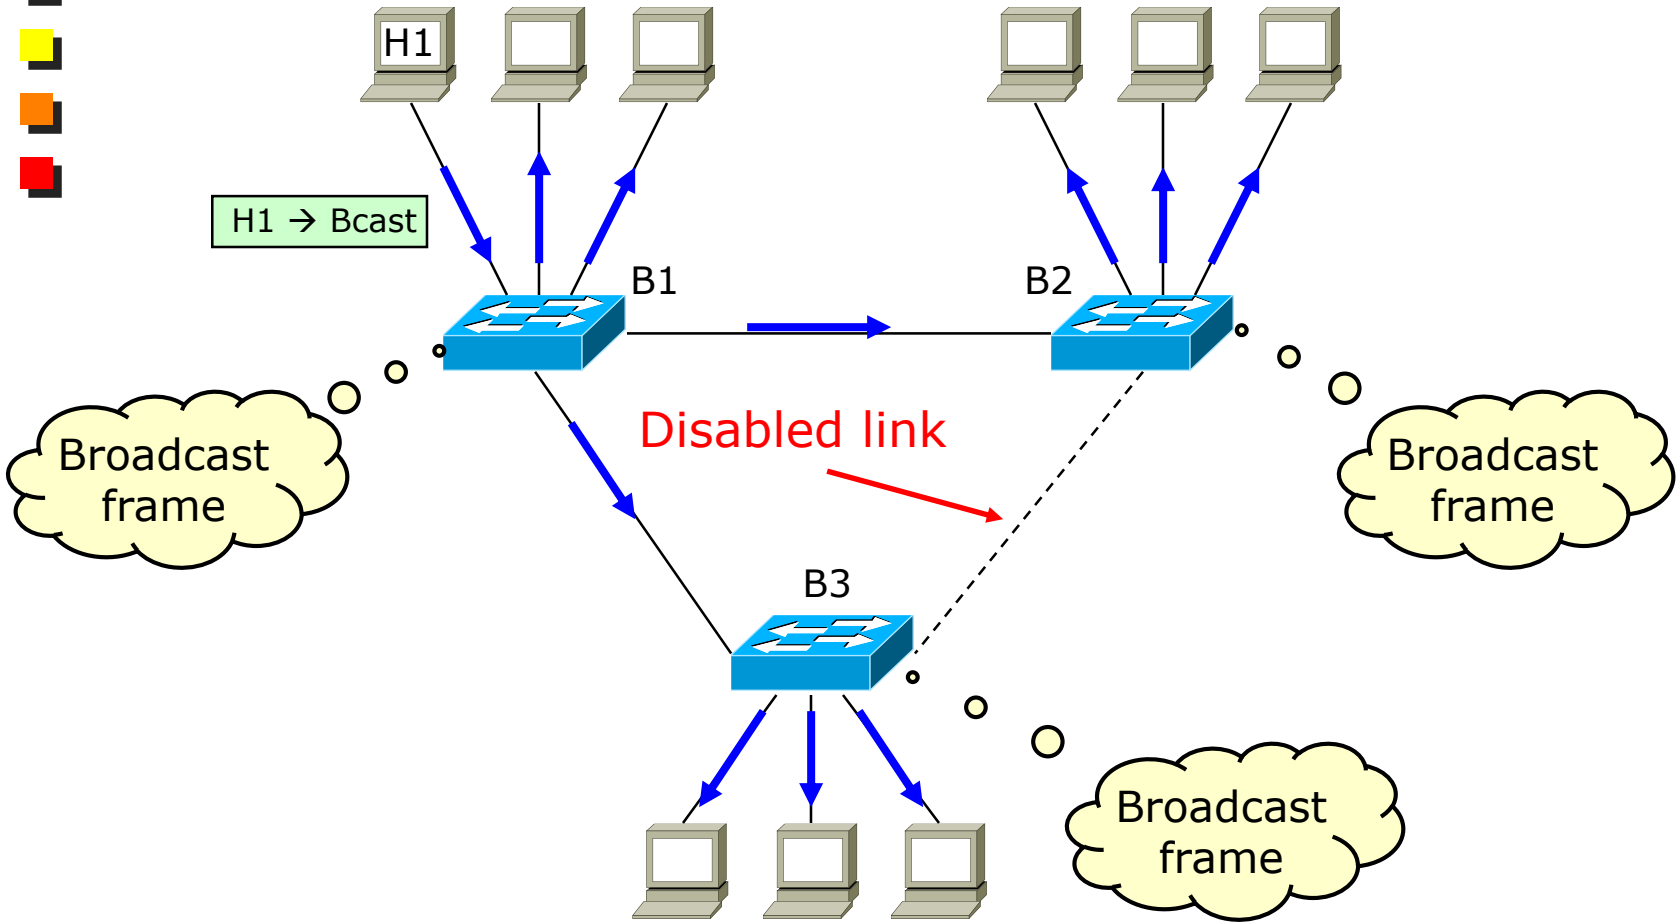 H1
H1 → Bcast
B1
B2
Disabled link
Broadcast
frame
Broadcast
frame
B3
Broadcast
frame